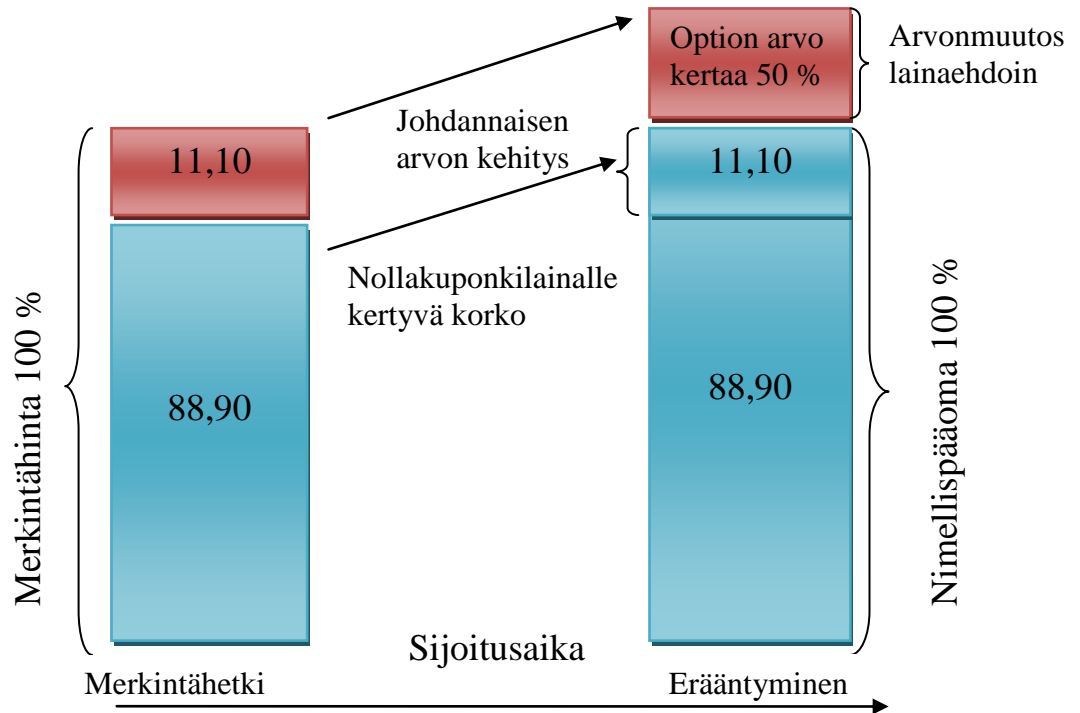 Option arvo
kertaa 50 %
Arvonmuutos
lainaehdoin
Johdannaisen
arvon kehitys
11,10
11,10
Nollakuponkilainalle
kertyvä korko
Merkintähinta 100 %
88,90
88,90
Nimellispääoma 100 %
Sijoitusaika
Merkintähetki
Erääntyminen